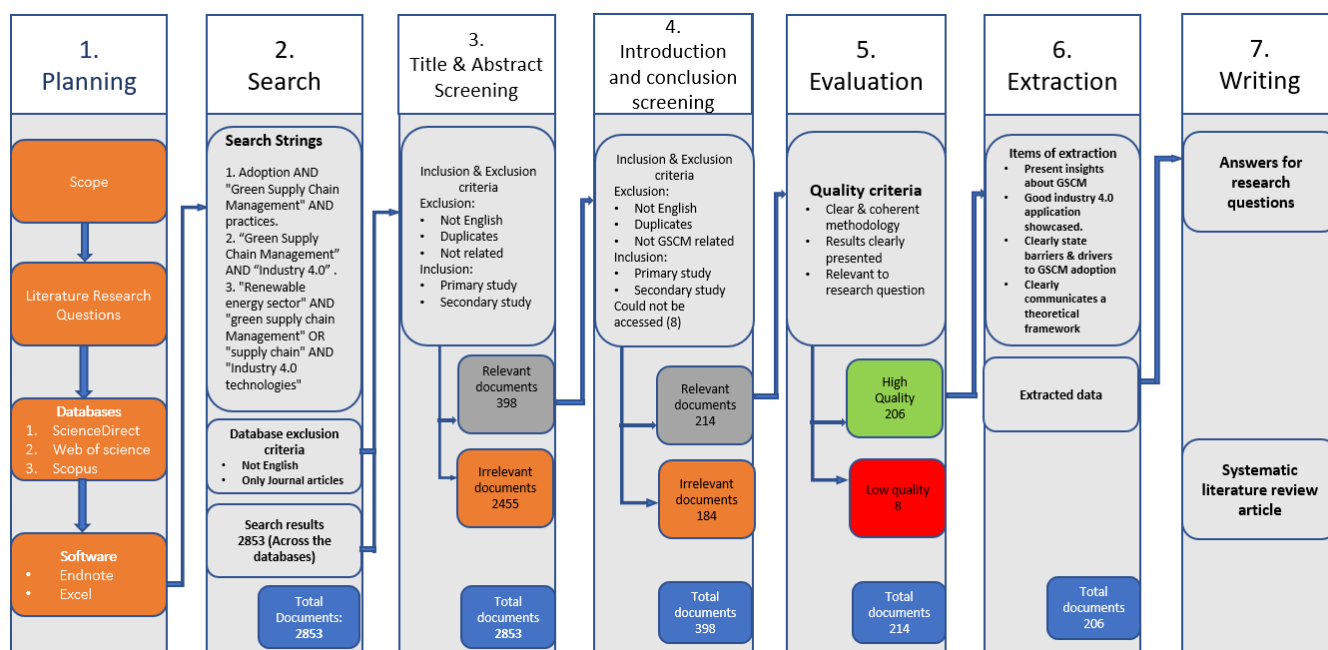 1.
Planning
Scope
Literature Research
Questions
Databases
1. ScienceDirect
2. Web of science
3. Scopus
Software
• Endnote
• Excel
2.
Search
Search Strings
1. Adoption AND
"Green Supply Chain
Management" AND
practices.
2. “Green Supply
Chain Management”
AND “Industry 4.0” .
3. "Renewable
energy sector" AND
"green supply chain
Management" OR
"supply chain" AND
"Industry 4.0
technologies"
Database exclusion
criteria
• Not English
• Only Journal articles
Search results
2853 (Across the
databases)
Total
Documents:
2853
3.
Title & Abstract
Screening
Inclusion & Exclusion
criteria
Exclusion:
• Not English
• Duplicates
• Not related
Inclusion:
• Primary study
• Secondary study
Relevant
documents
398
Irrelevant
documents
2455
Total
documents
2853
4.
Introduction
and conclusion
screening
Inclusion & Exclusion
criteria
Exclusion:
• Not English
• Duplicates
• Not GSCM related
Inclusion:
• Primary study
• Secondary study
Could not be
accessed (8)
Relevant
documents
214
Irrelevant
documents
184
Total
documents
398
5.
Evaluation
Quality criteria
• Clear & coherent
methodology
• Results clearly
presented
• Relevant to
research question
High
Quality
206
Low quality
8
Total
documents
214
6.
Extraction
Items of extraction
• Present insights
about GSCM
• Good industry 4.0
application
showcased.
• Clearly state
barriers & drivers
to GSCM adoption
• Clearly
communicates a
theoretical
framework
Extracted data
Total
documents
206
7.
Writing
Answers for
research
questions
Systematic
literature review
article